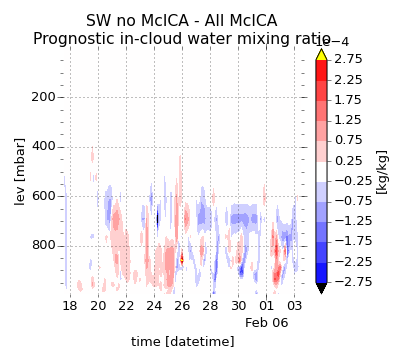 SW no McICA - All McICA
Prognostic in-cloud water mixing ratio
1e−4
2.75
2.25
1.75
1.25
0.75
0.25
−0.25
−0.75
−1.25
−1.75
−2.25
−2.75
[kg/kg]
lev [mbar]
200
400
600
800
18 20 22 24 26 28 30 01 03
Feb 06
time [datetime]